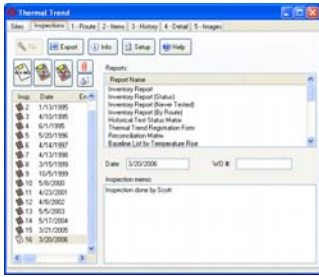 Thermal Trend
Sites Inspections 1 - Route 2 - Items 3 - History 4 - Detail 5 - Images
Fix Export Info Setup Help
Reports:
Report Name
Inventory Report
Inventory Report (Status)
Inventory Report (Never Tested)
Inventory Report (By Route)
Historical Test Status Matrix
Thermal Trend Registration Form
Reconciliation Matrix
Baseline List by Temperature Rise
Insp Date
2 1/13/1995
3 4/10/1995
4 6/1/1995
5 5/20/1996
6 4/14/1997
7 4/13/1998
8 3/15/1999
9 10/5/1999
10 5/8/2000
11 4/23/2001
12 4/8/2002
13 5/5/2003
14 5/17/2004
15 3/21/2005
16 3/20/2006
Date: 3/20/2006 WO #:
Inspection memo:
Inspection done by Scott